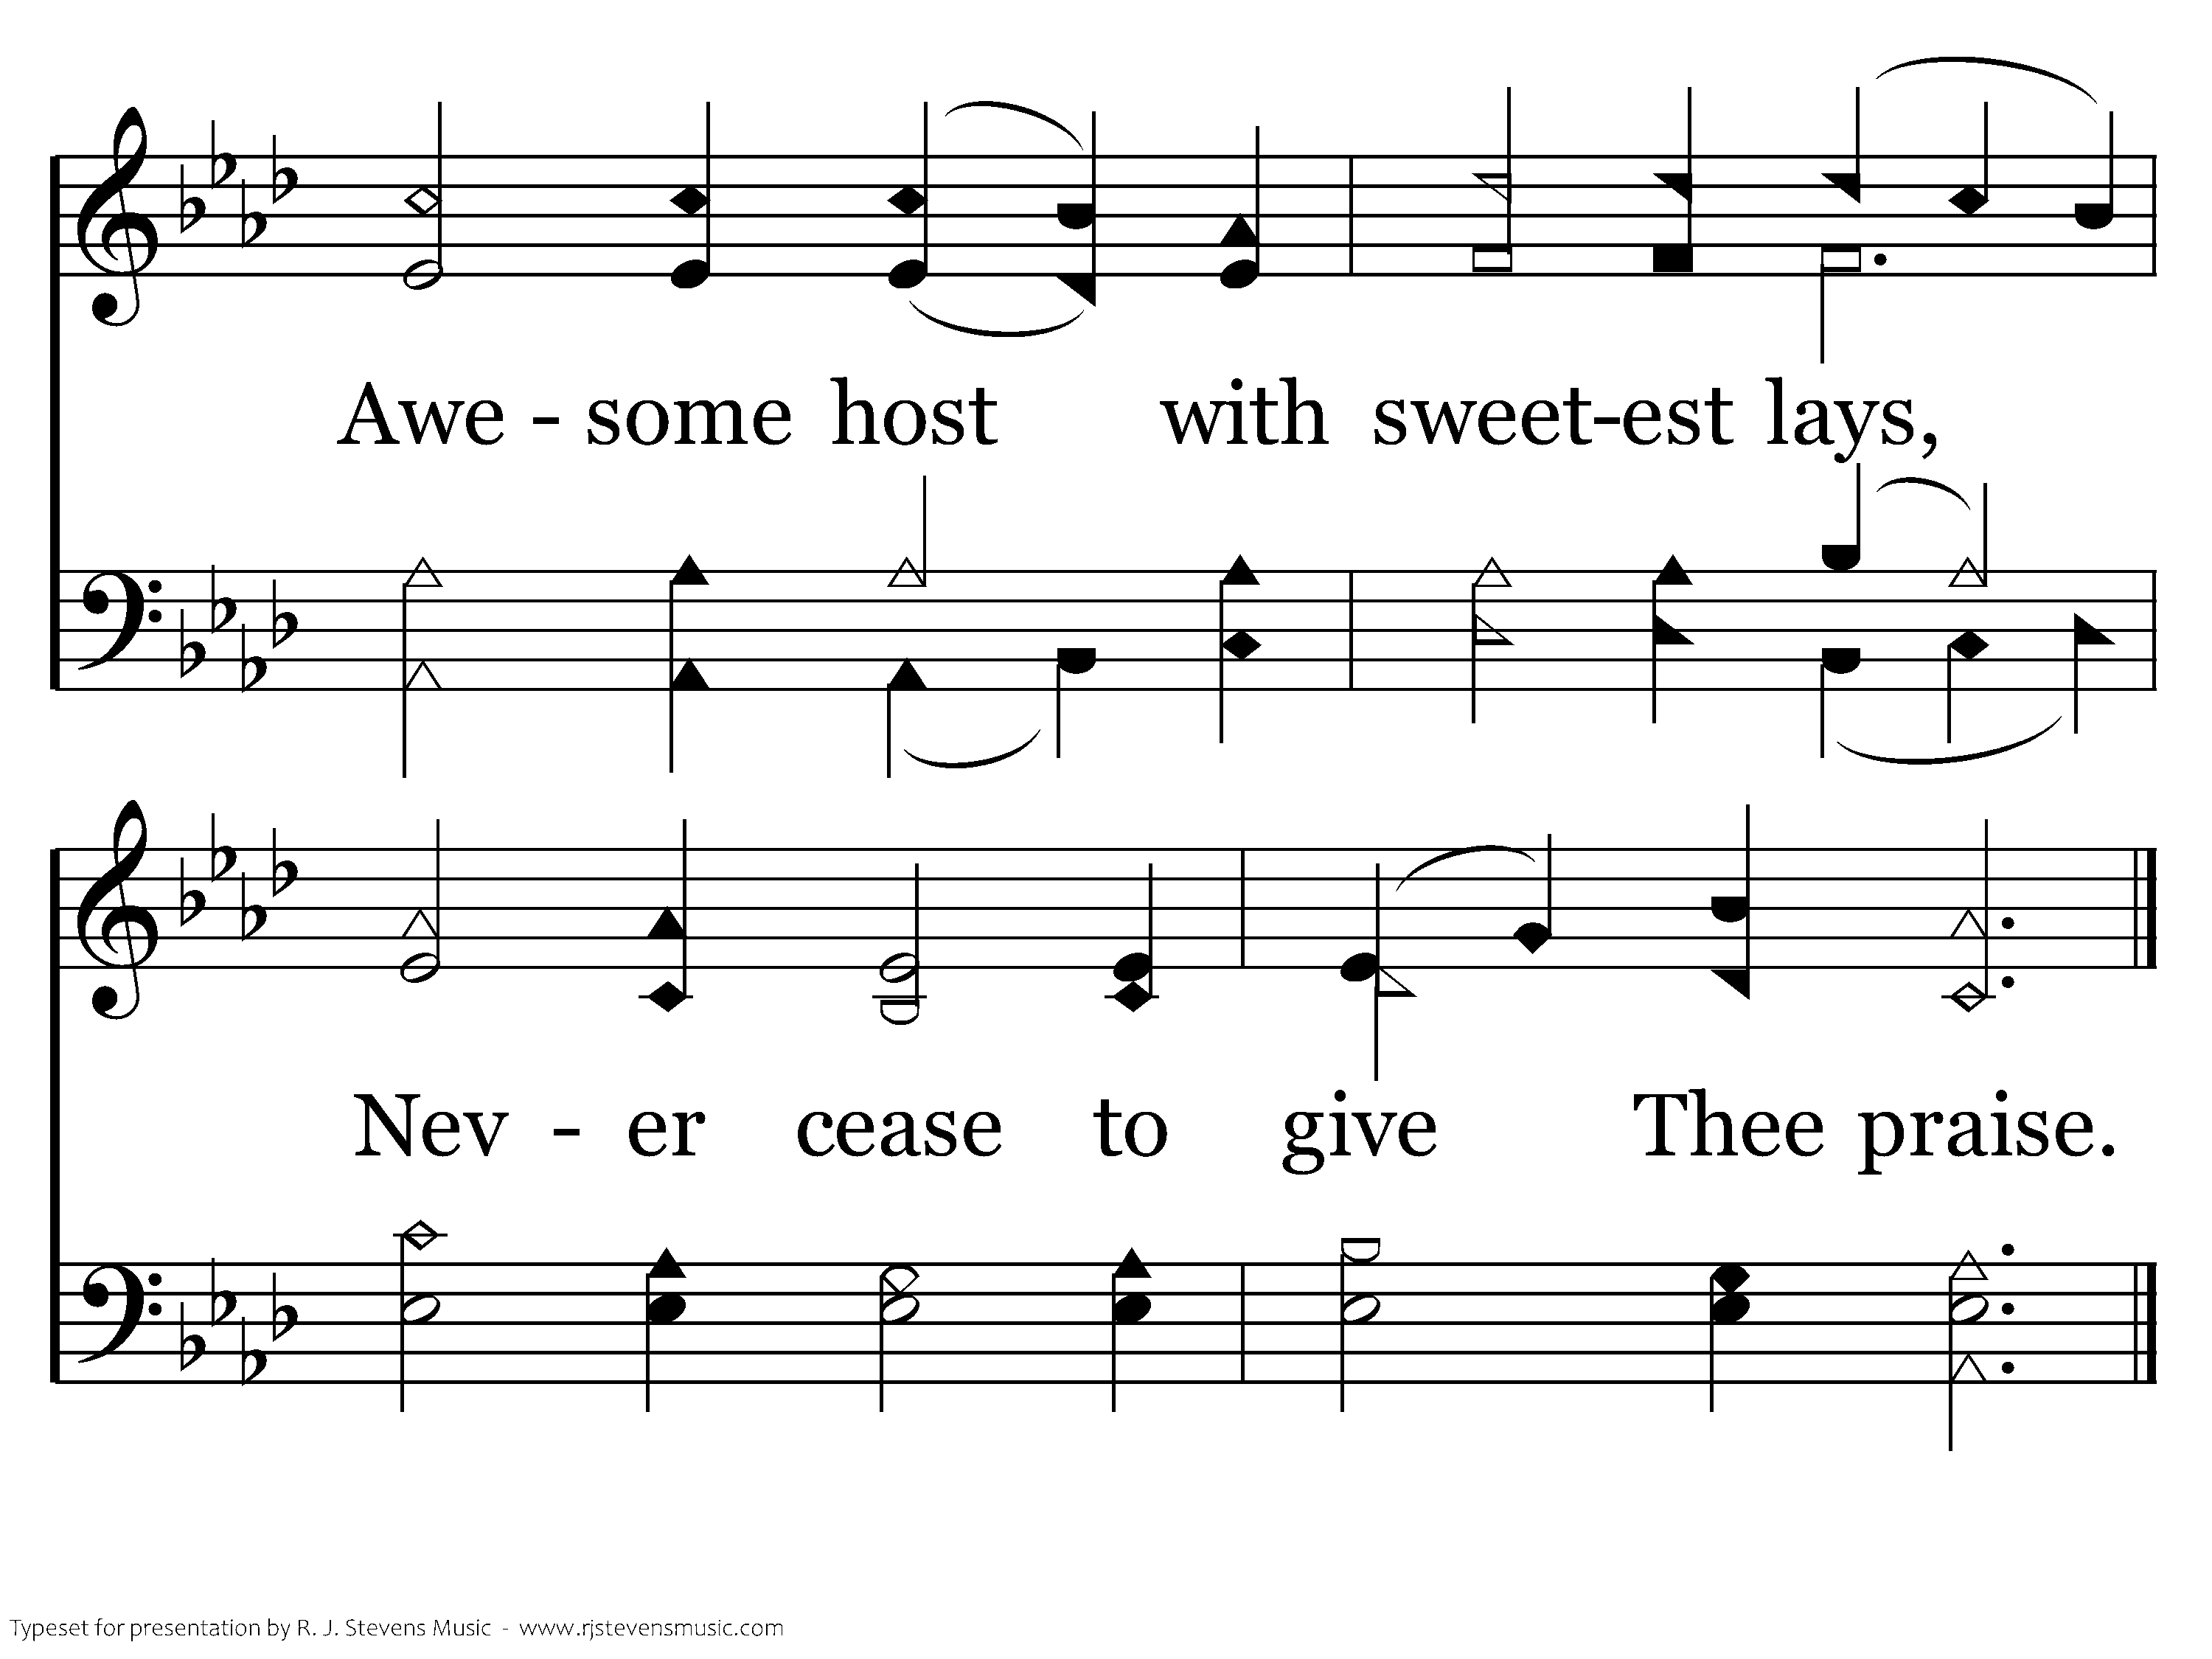 Awe - some host with sweet-est lays,
Nev - er cease to give Thee praise.
Typeset for presentation by R. J. Stevens Music - www.rjstevensmusic.com